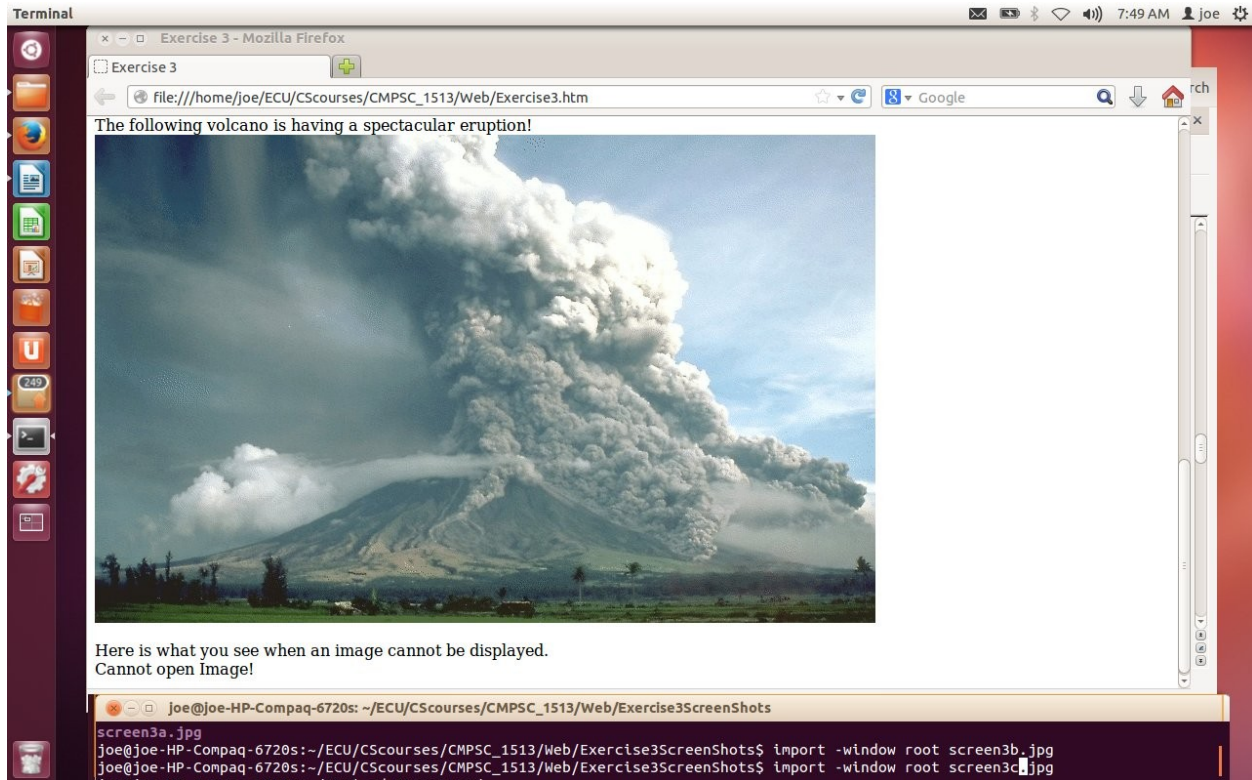 Terminal
7:49 AM joe
Exercise 3 - Mozilla Firefox
Exercise 3
file:///home/joe/ECU/CScourses/CMPSC_1513/Web/Exercise3.htm
Google
rch
The following volcano is having a spectacular eruption!
U
249
Here is what you see when an image cannot be displayed.
Cannot open Image!
joe@joe-HP-Compaq-6720s: ~/ECU/CScourses/CMPSC_1513/Web/Exercise3ScreenShots
screen3a.jpg
joe@joe-HP-Compaq-6720s:~/ECU/CScourses/CMPSC_1513/Web/Exercise3ScreenShots$ import -window root screen3b.jpg
joe@joe-HP-Compaq-6720s:~/ECU/CScourses/CMPSC_1513/Web/Exercise3ScreenShots$ import -window root screen3c.jpg